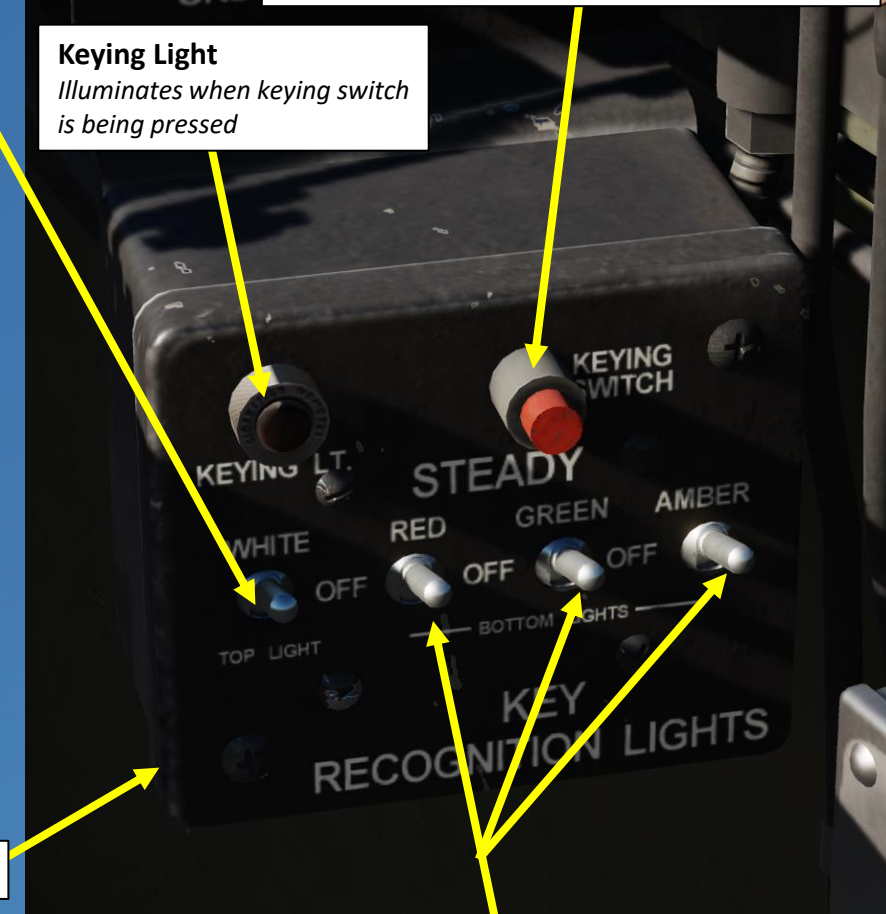 Keying Light
Illuminates when keying switch
is being pressed
KEYING
SWITCH
KEYING LT.
STEADY
WHITE
RED
GREEN
AMBER
OFF
OFF
OFF
TOP LIGHT
BOTTOM LIGHTS
KEY
RECOGNITION LIGHTS